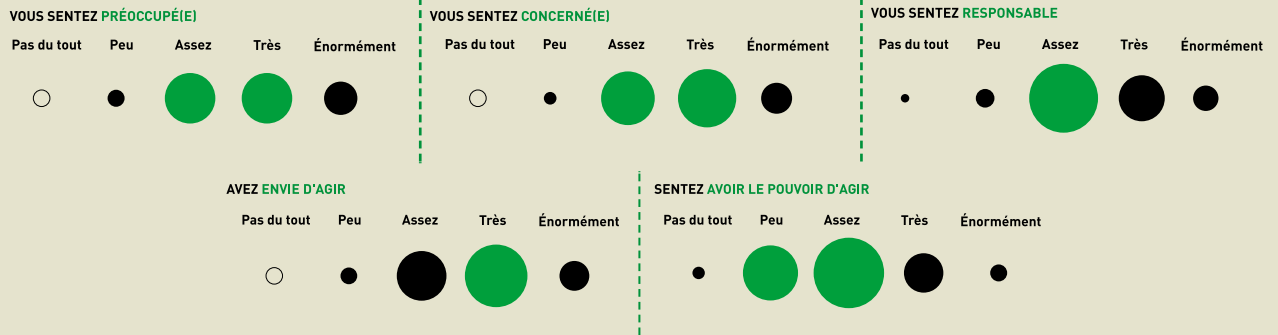 VOUS SENTEZ PRÉOCCUPÉ(E)
Pas du tout Peu Assez Très Énormément
VOUS SENTEZ CONCERNÉ(E)
Pas du tout Peu Assez Très Énormément
VOUS SENTEZ RESPONSABLE
Pas du tout Peu Assez Très Énormément
AVEZ ENVIE D'AGIR
Pas du tout Peu Assez Très Énormément
SENTEZ AVOIR LE POUVOIR D'AGIR
Pas du tout Peu Assez Très Énormément